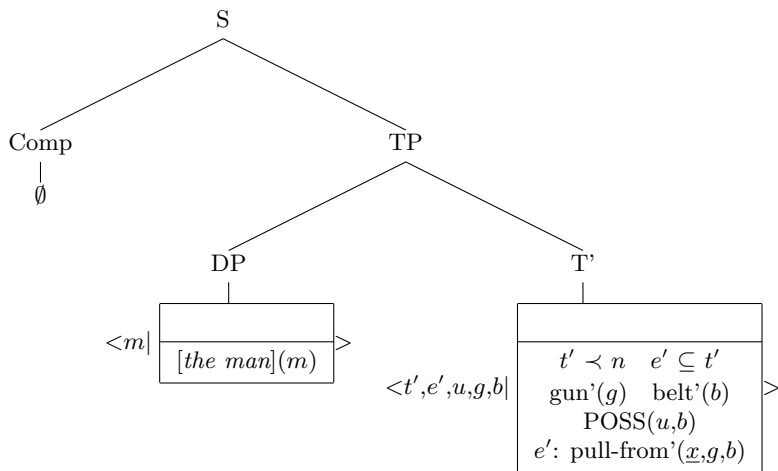 S
Comp TP
∅
DP T’
<m| [the man](m) >
<t′,e′,u,g,b| t′ ≺ n e′ ⊆ t′
gun’(g) belt’(b)
POSS(u,b)
e′: pull-from’(x,g,b) >